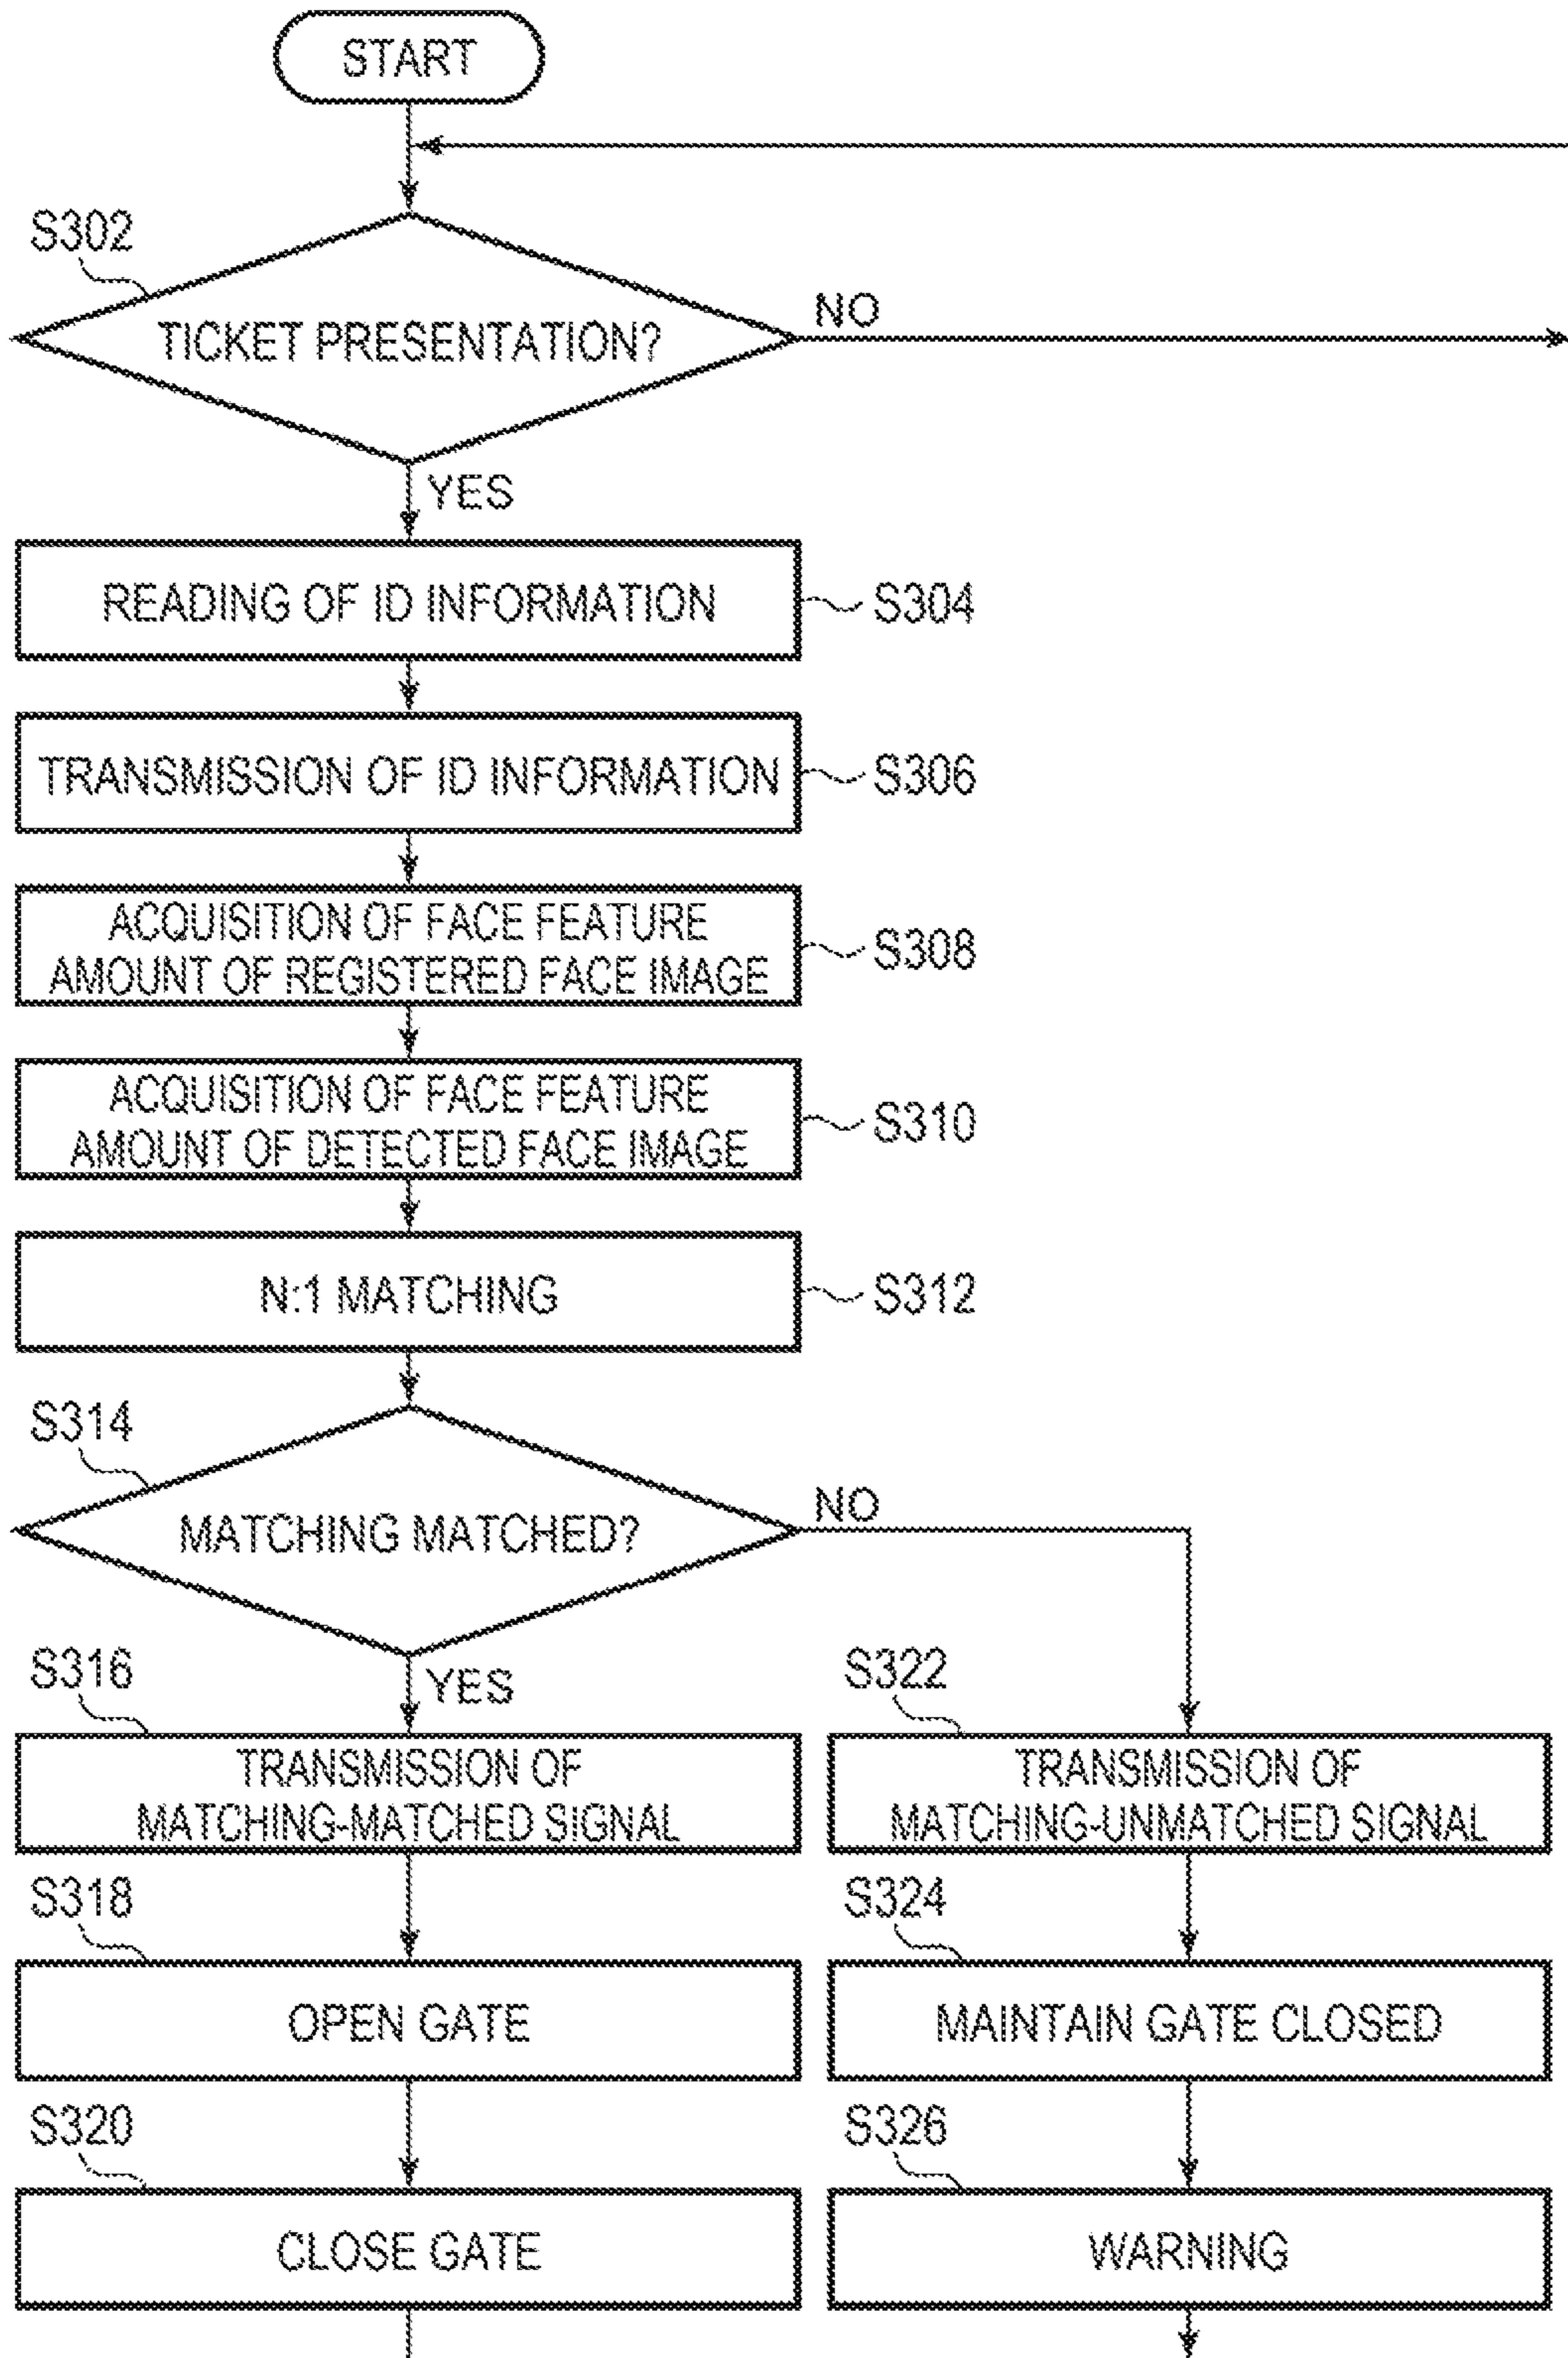 START
S302
TICKET PRESENTATION?
NO
YES
READING OF ID INFORMATION
S304
TRANSMISSION OF ID INFORMATION
S306
ACQUISITION OF FACE FEATURE
AMOUNT OF REGISTERED FACE IMAGE
S308
ACQUISITION OF FACE FEATURE
AMOUNT OF DETECTED FACE IMAGE
S310
N:1 MATCHING
S312
S314
MATCHING MATCHED?
NO
YES
S316
TRANSMISSION OF
MATCHING-MATCHED SIGNAL
S322
TRANSMISSION OF
MATCHING-UNMATCHED SIGNAL
S318
OPEN GATE
S324
MAINTAIN GATE CLOSED
S320
CLOSE GATE
S326
WARNING